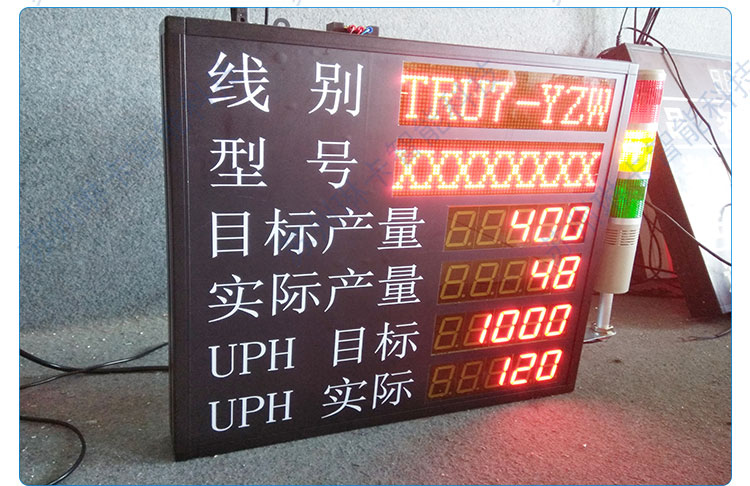 线别 TRU7-YZW
型号 XXXXXXXXX
目标产量 400
实际产量 48
UPH 目标 1000
UPH 实际 120